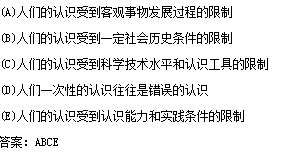 (A)人们的认识受到客观事物发展过程的限制
(B)人们的认识受到一定社会历史条件的限制
(C)人们的认识受到科学技术水平和认识工具的限制
(D)人们一次性的认识往往是错误的认识
(E)人们的认识受到认识能力和实践条件的限制
答案: ABCE